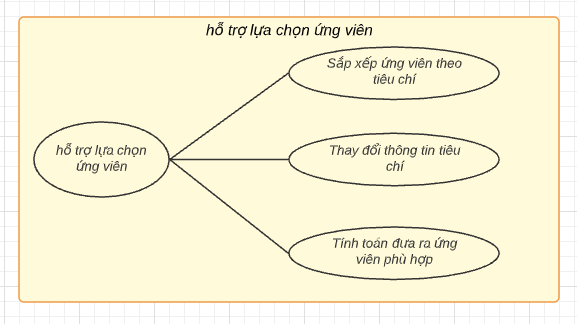 hỗ trợ lựa chọn ứng viên
Sắp xếp ứng viên theo
tiêu chí
hỗ trợ lựa chọn
ứng viên
Thay đổi thông tin tiêu
chí
Tính toán đưa ra ứng
viên phù hợp